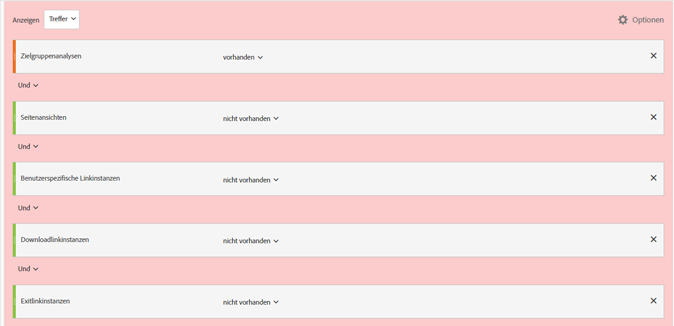 Anzeigen Treffer Optionen
Zielgruppenanalysen vorhanden
Und
Seitenansichten nicht vorhanden
Und
Benutzerspezifische Linkinstanzen nicht vorhanden
Und
Downloadlinkinstanzen nicht vorhanden
Und
Exitlinkinstanzen nicht vorhanden